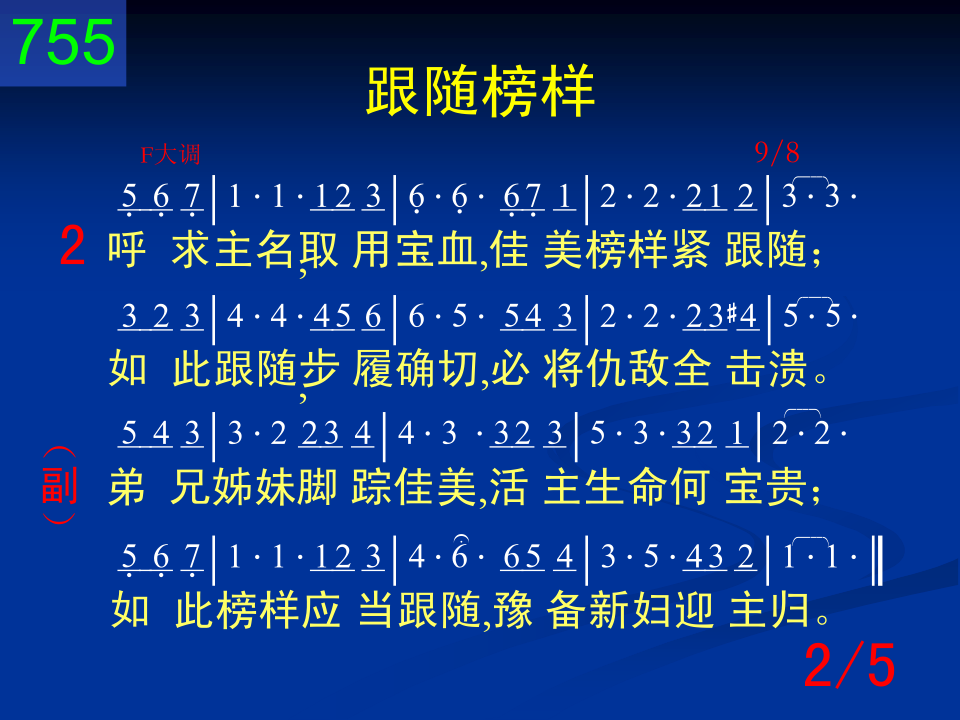 755
跟随榜样
F大调 9/8
5 6 7 | 1 · 1 · 1 2 3 | 6 · 6 · 6 7 1 | 2 · 2 · 2 1 2 | 3 · 3 ·
2 呼 求主名,取 用宝血,佳 美榜样紧 跟随；
3 2 3 | 4 · 4 · 4 5 6 | 6 · 5 · 5 4 3 | 2 · 2 · 2 3 #4 | 5 · 5 ·
如 此跟随,步 履确切,必 将仇敌全 击溃。
5 4 3 | 3 · 2 2 3 4 | 4 · 3 · 3 2 3 | 5 · 3 · 3 2 1 | 2 · 2 ·
（副） 弟 兄姊妹脚 踪佳美,活 主生命何 宝贵；
5 6 7 | 1 · 1 · 1 2 3 | 4 · 6 · 6 5 4 | 3 · 5 · 4 3 2 | 1 · 1 · ‖
如 此榜样应 当跟随,豫 备新妇迎 主归。
2/5